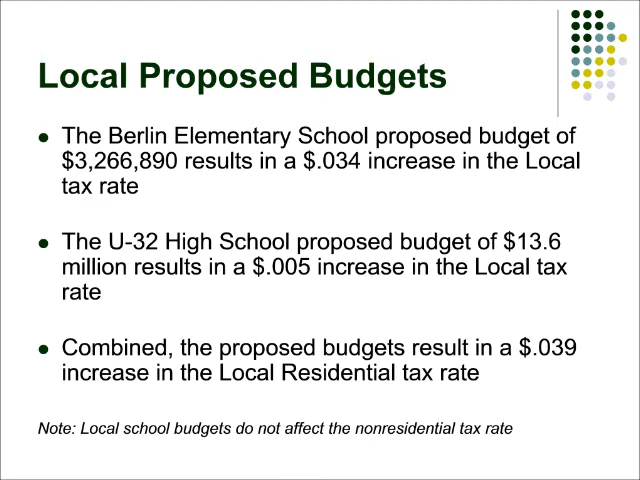 Local Proposed Budgets
● The Berlin Elementary School proposed budget of
$3,266,890 results in a $.034 increase in the Local
tax rate
● The U-32 High School proposed budget of $13.6
million results in a $.005 increase in the Local tax
rate
● Combined, the proposed budgets result in a $.039
increase in the Local Residential tax rate
Note: Local school budgets do not affect the nonresidential tax rate